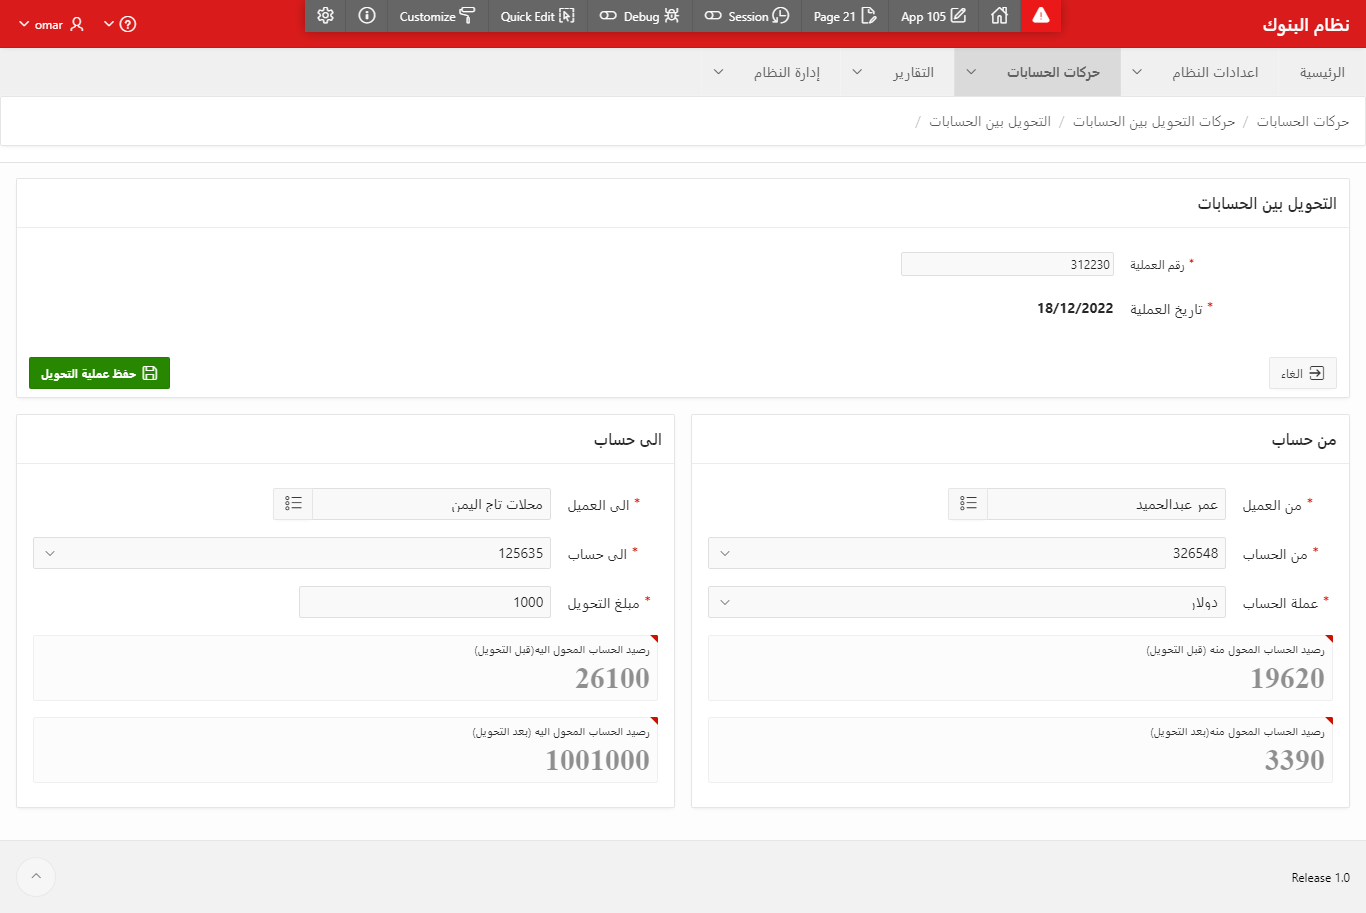 نظام البنوك
App 105
Page 21
Session
Debug
Quick Edit
Customize
omar
الرئيسية
اعدادات النظام
حركات الحسابات
التقارير
إدارة النظام
حركات الحسابات / حركات التحويل بين الحسابات / التحويل بين الحسابات /
التحويل بين الحسابات
* رقم العملية 312230
* تاريخ العملية 18/12/2022
الغاء
حفظ عملية التحويل
من حساب
* من العميل عمر عبدالحميد
* من الحساب 326548
* عملة الحساب دولار
رصيد الحساب المحول منه (قبل التحويل)
19620
رصيد الحساب المحول منه(بعد التحويل)
3390
الى حساب
* الى العميل محلات تاج اليمن
* الى حساب 125635
* مبلغ التحويل 1000
رصيد الحساب المحول اليه(قبل التحويل)
26100
رصيد الحساب المحول اليه (بعد التحويل)
1001000
Release 1.0